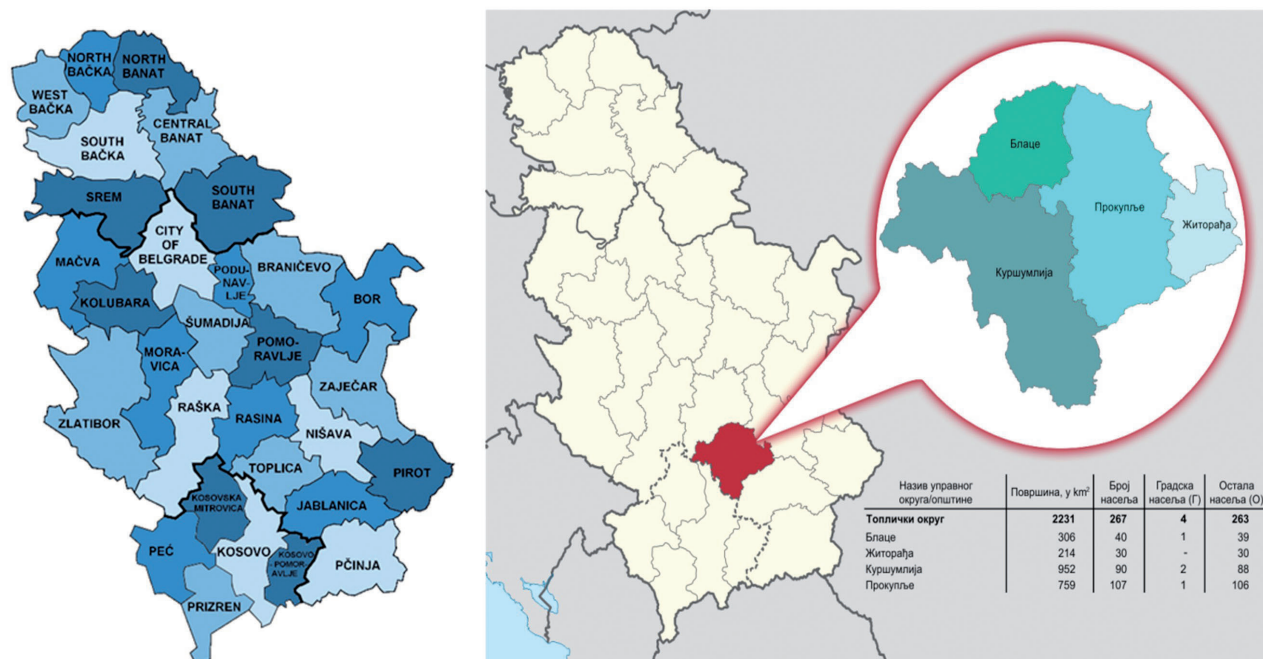 NORTH
BAČKA
NORTH
BANAT
WEST
BAČKA
CENTRAL
BANAT
SOUTH
BAČKA
SREM
SOUTH
BANAT
CITY
OF
BELGRADE
MAČVA
PODU-
NAV-
LJE
BRANIČEVO
KOLUBARA
BOR
ŠUMADIJA
MORA-
VICA
POMO-
RAVLJE
ZAJEČAR
ZLATIBOR
RAŠKA
RASINA
NIŠAVA
TOPLICA
PIROT
KOSOVSKA
MITROVICA
JABLANICA
PEĆ
KOSOVO
KOSOVO
-POMOR-
AVLJE
PČINJA
PRIZREN
Блаце
Прокупље
Житорађа
Куршумлија
Назив управног
округа/општине
Површина, у km²
Број
насеља
Градска
насеља (Г)
Остала
насеља (О)
Топлички округ 2231 267 4 263
Блаце 306 40 1 39
Житорађа 214 30 - 30
Куршумлија 952 90 2 88
Прокупље 759 107 1 106